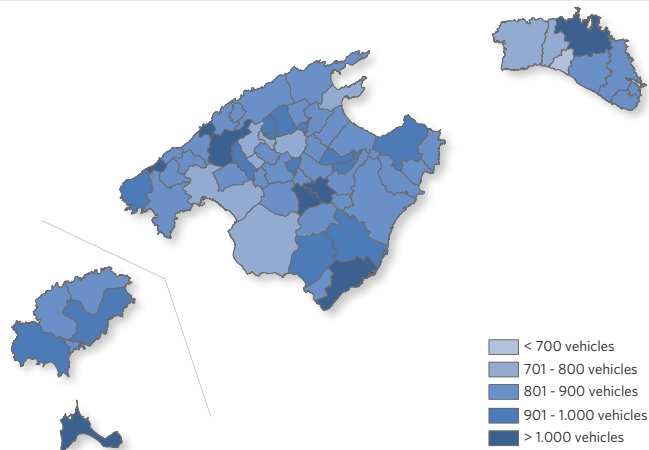 < 700 vehicles
701 - 800 vehicles
801 - 900 vehicles
901 - 1.000 vehicles
> 1.000 vehicles